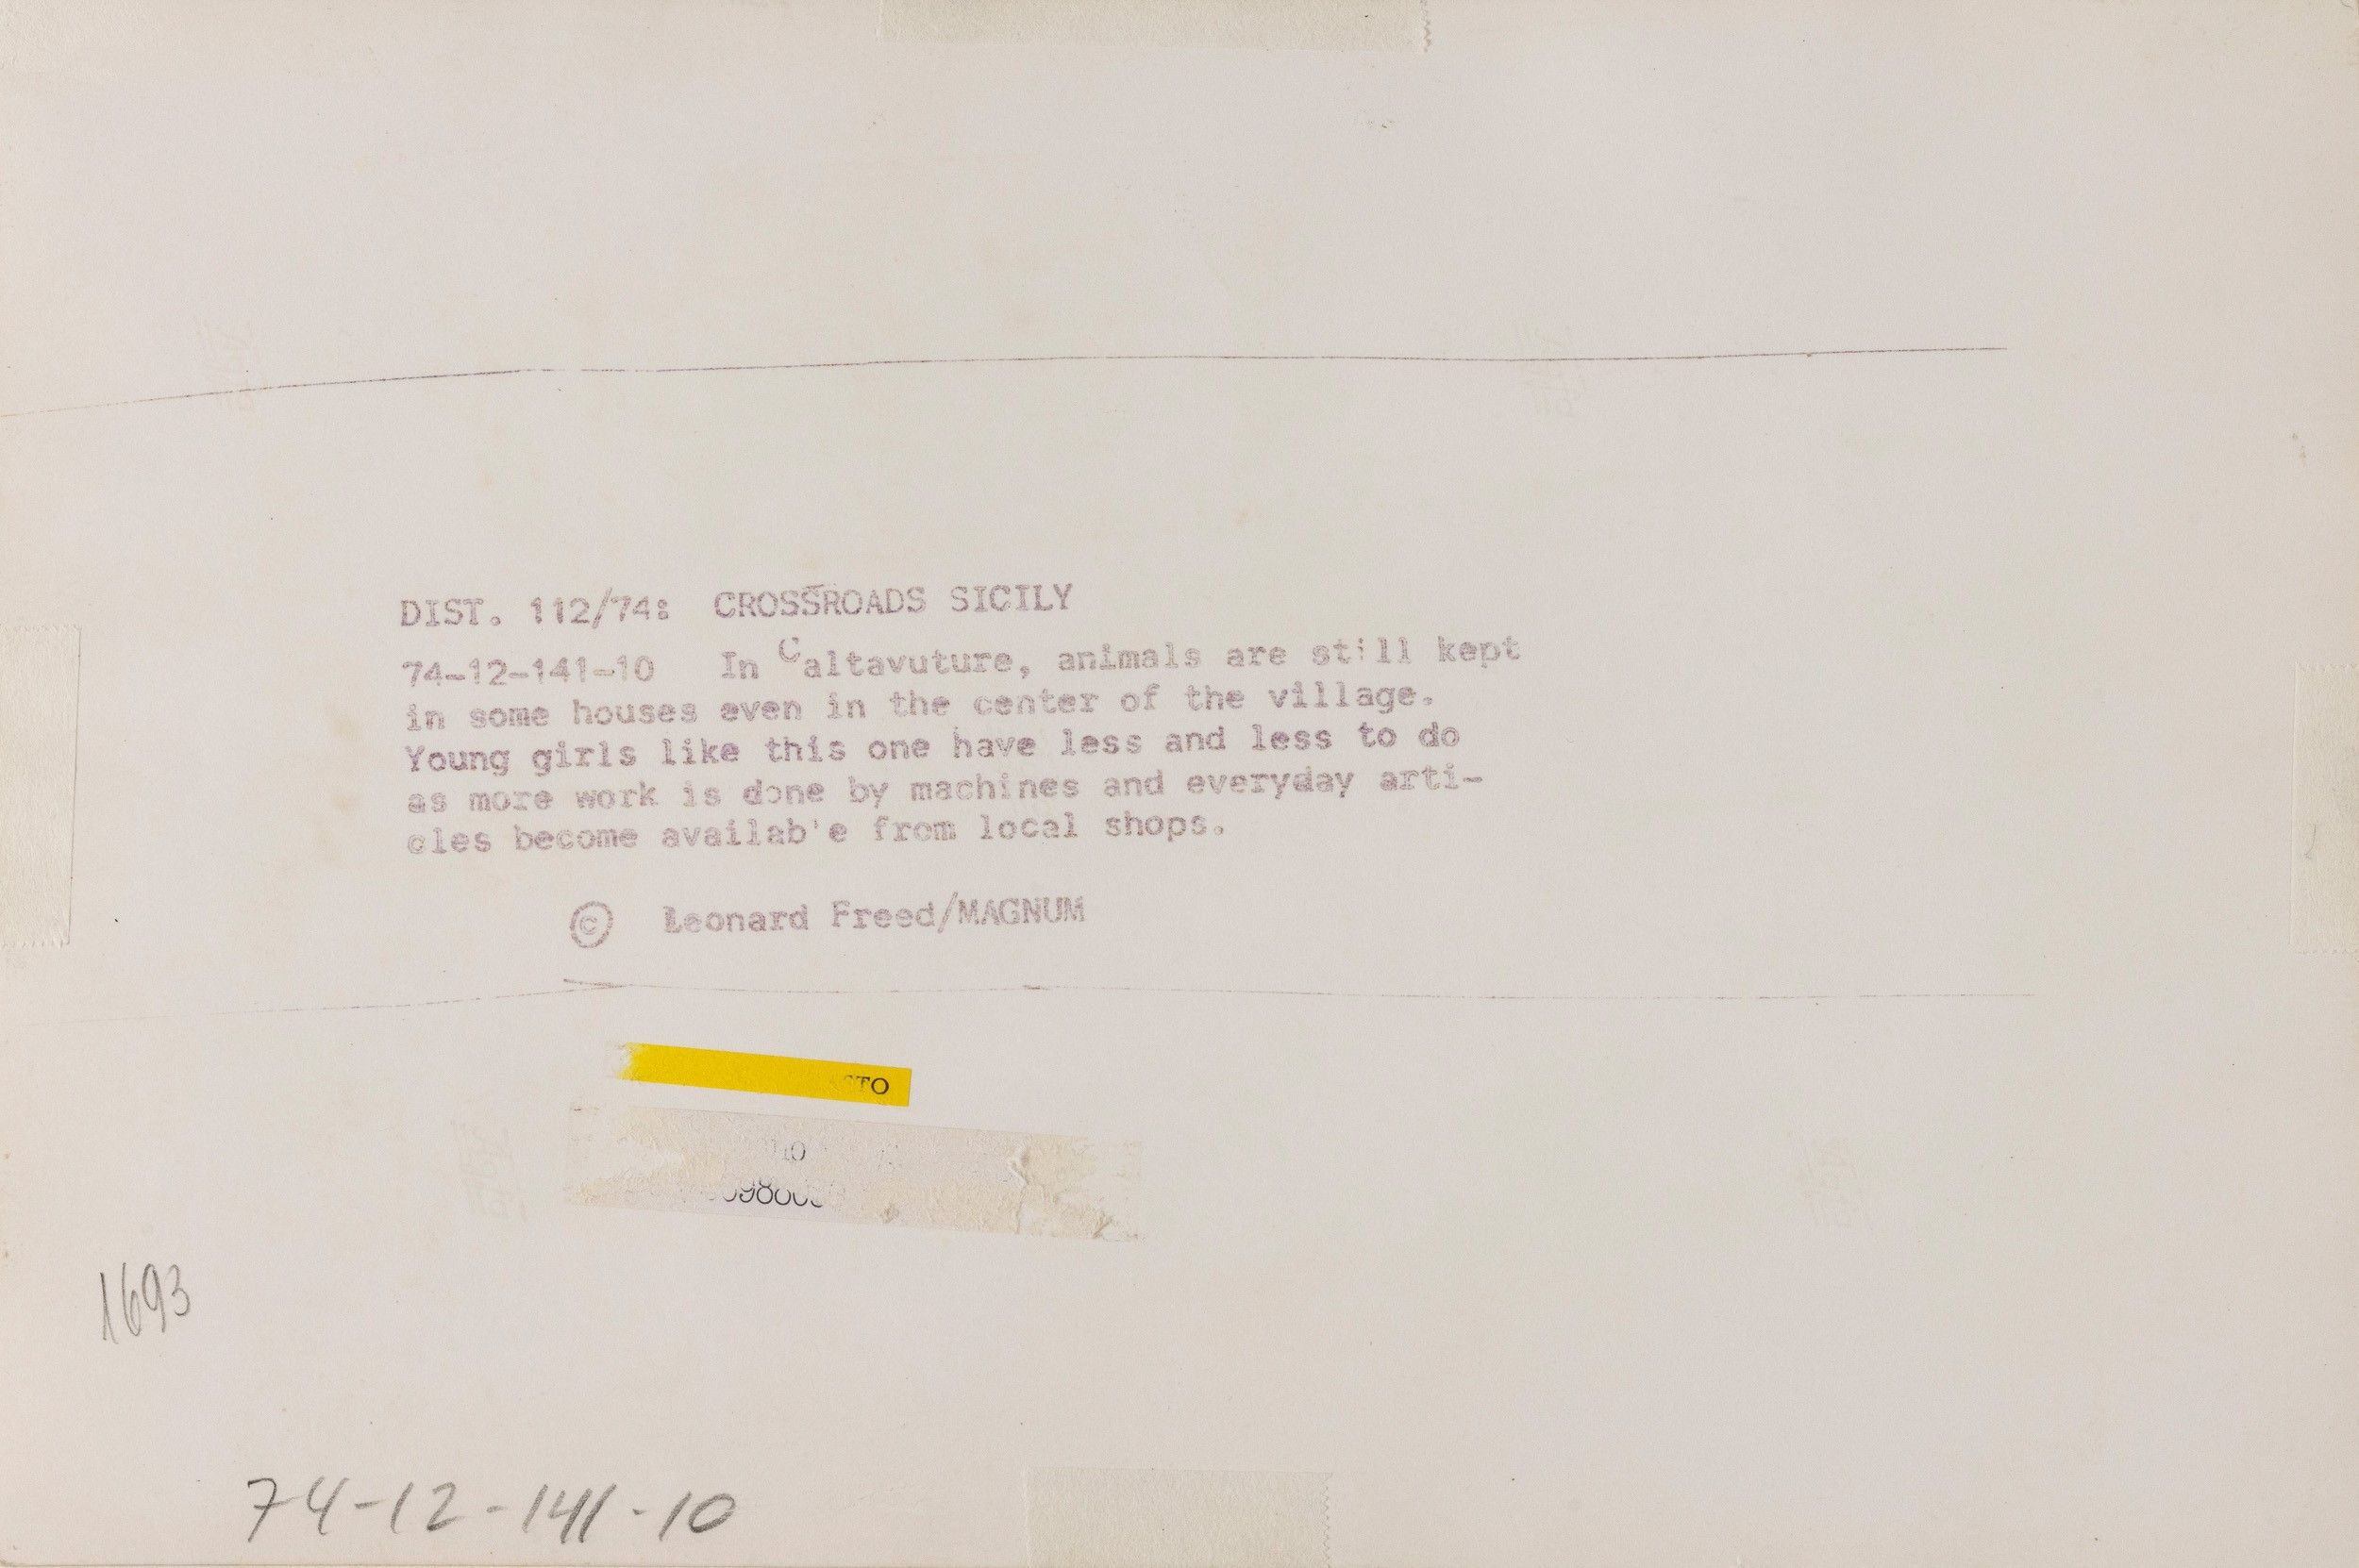 DIST. 112/74: CROSSROADS SICILY
74-12-141-10 In Caltavuture, animals are still kept
in some houses even in the center of the village.
Young girls like this one have less and less to do
as more work is done by machines and everyday arti-
cles become availab'e from local shops.
© Leonard Freed/MAGNUM
TO
10
1693
74-12-141-10